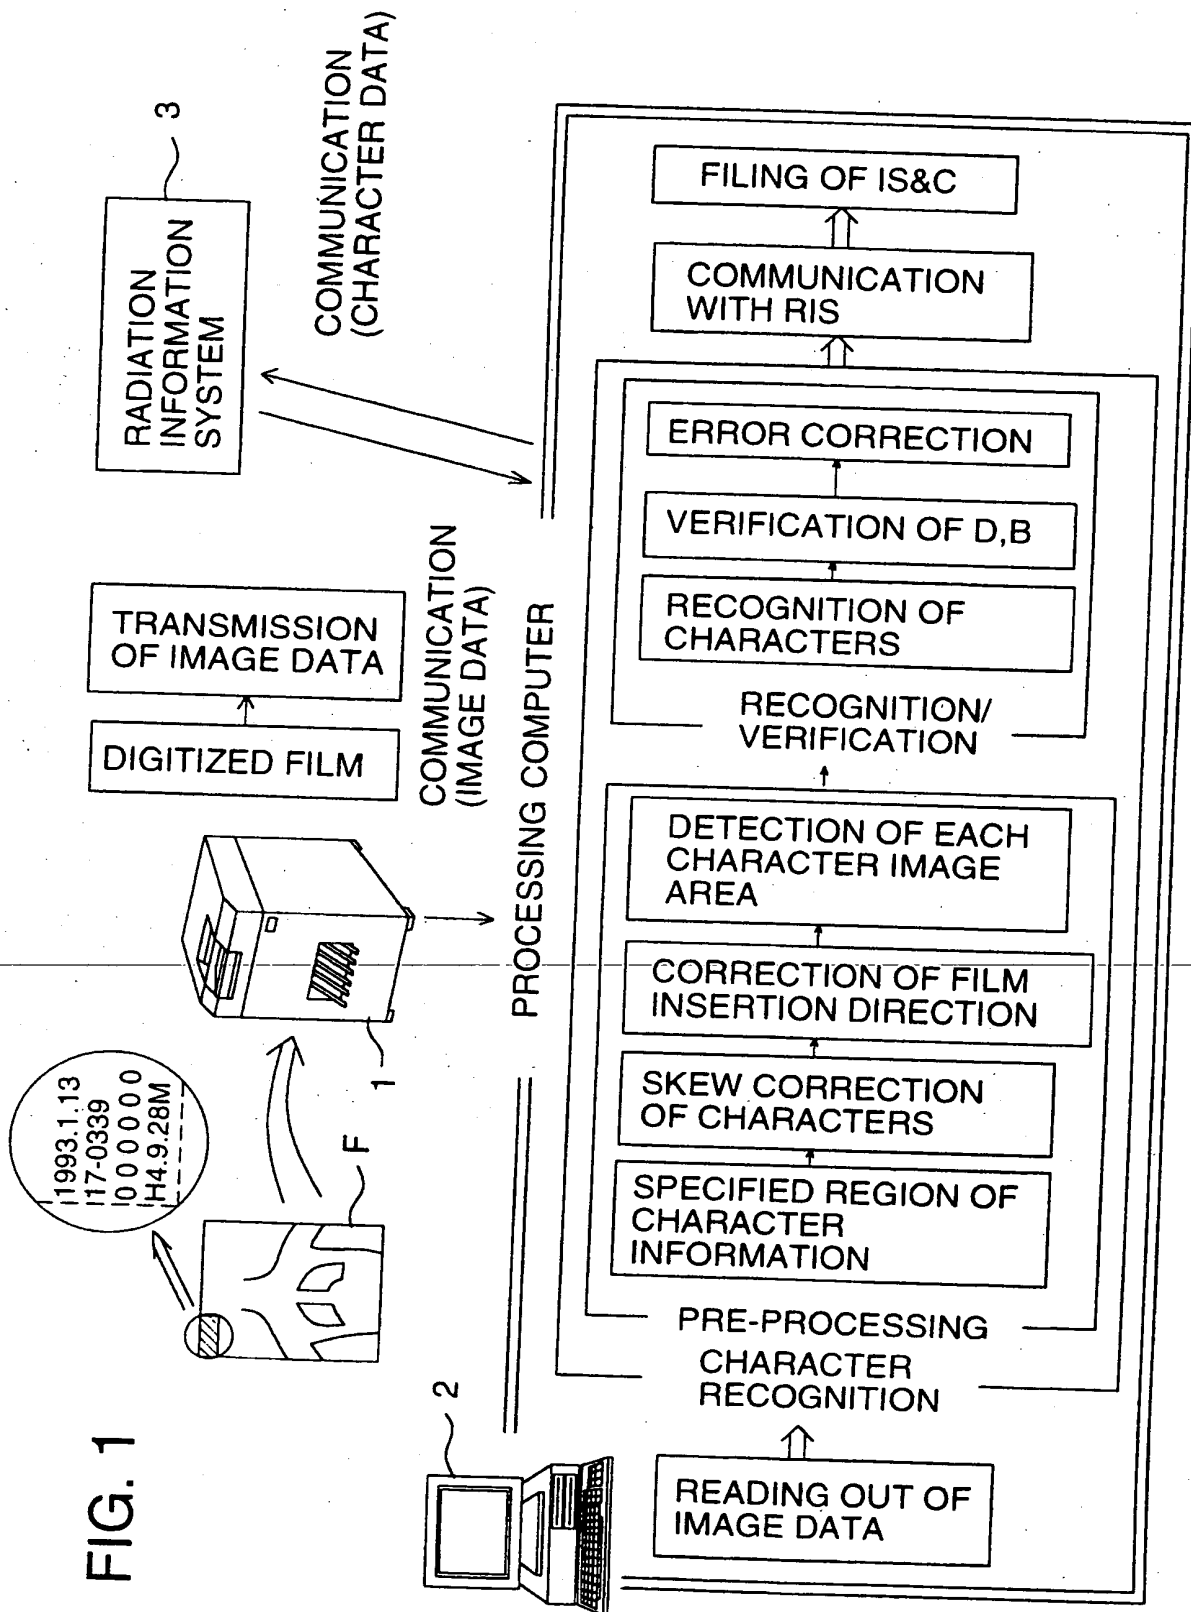 FIG. 1
1993.1.13
17-0339
0 0 0 0 0 0
H4.9.28M
F
1
DIGITIZED FILM
TRANSMISSION
OF IMAGE DATA
RADIATION
INFORMATION
SYSTEM
3
COMMUNICATION
(IMAGE DATA)
COMMUNICATION
(CHARACTER DATA)
2
PROCESSING COMPUTER
READING OUT OF
IMAGE DATA
CHARACTER
RECOGNITION
PRE-PROCESSING
SPECIFIED REGION OF
CHARACTER
INFORMATION
SKEW CORRECTION
OF CHARACTERS
CORRECTION OF FILM
INSERTION DIRECTION
DETECTION OF EACH
CHARACTER IMAGE
AREA
RECOGNITION/
VERIFICATION
RECOGNITION OF
CHARACTERS
VERIFICATION OF D,B
ERROR CORRECTION
COMMUNICATION
WITH RIS
FILING OF IS&C